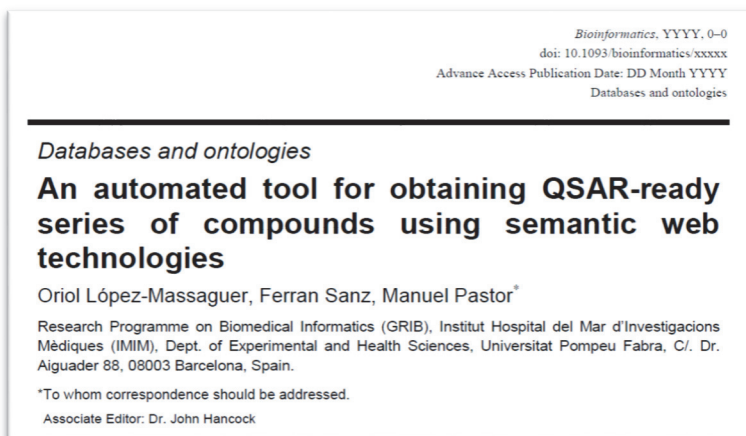 Bioinformatics, YYYY, 0–0
doi: 10.1093/bioinformatics/xxxxx
Advance Access Publication Date: DD Month YYYY
Databases and ontologies
Databases and ontologies
An automated tool for obtaining QSAR-ready
series of compounds using semantic web
technologies
Oriol López-Massaguer, Ferran Sanz, Manuel Pastor*
Research Programme on Biomedical Informatics (GRIB), Institut Hospital del Mar d’Investigacions
Mèdiques (IMIM), Dept. of Experimental and Health Sciences, Universitat Pompeu Fabra, C/. Dr.
Aiguader 88, 08003 Barcelona, Spain.
*To whom correspondence should be addressed.
Associate Editor: Dr. John Hancock